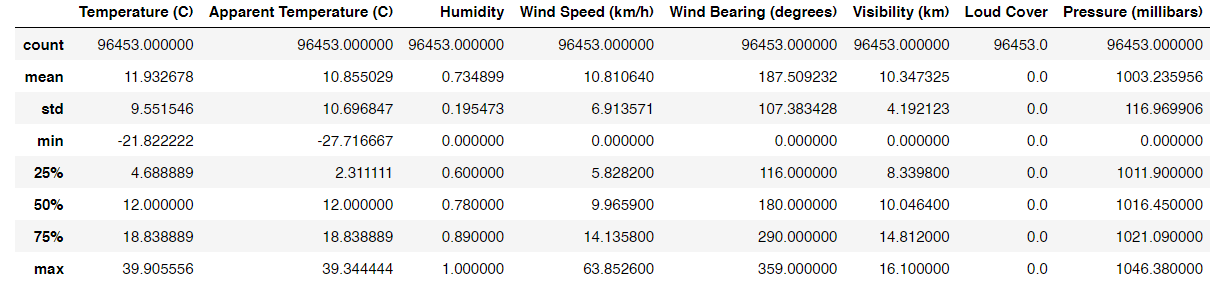 Temperature (C) Apparent Temperature (C) Humidity Wind Speed (km/h) Wind Bearing (degrees) Visibility (km) Loud Cover Pressure (millibars)
count 96453.000000 96453.000000 96453.000000 96453.000000 96453.000000 96453.000000 96453.0 96453.000000
mean 11.932678 10.855029 0.734899 10.810640 187.509232 10.347325 0.0 1003.235956
std 9.551546 10.696847 0.195473 6.913571 107.383428 4.192123 0.0 116.969906
min -21.822222 -27.716667 0.000000 0.000000 0.000000 0.000000 0.0 0.000000
25% 4.688889 2.311111 0.600000 5.828200 116.000000 8.339800 0.0 1011.900000
50% 12.000000 12.000000 0.780000 9.965900 180.000000 10.046400 0.0 1016.450000
75% 18.838889 18.838889 0.890000 14.135800 290.000000 14.812000 0.0 1021.090000
max 39.905556 39.344444 1.000000 63.852600 359.000000 16.100000 0.0 1046.380000